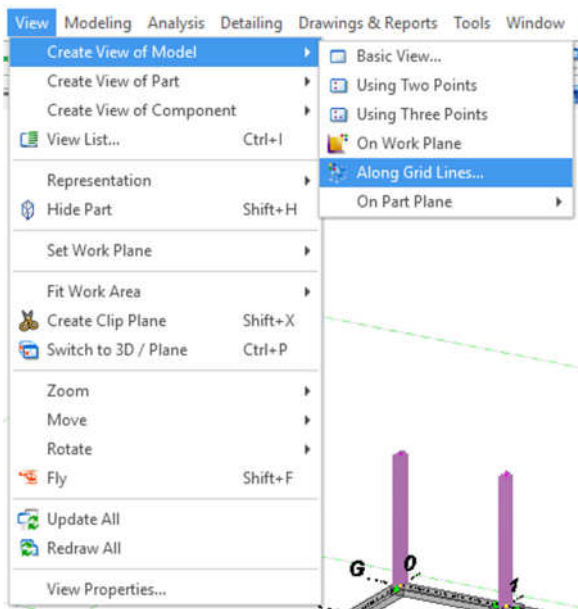 View Modeling Analysis Detailing Drawings & Reports Tools Window
Create View of Model
Create View of Part
Create View of Component
View List... Ctrl+I
Representation
Hide Part Shift+H
Set Work Plane
Fit Work Area
Create Clip Plane Shift+X
Switch to 3D / Plane Ctrl+P
Zoom
Move
Rotate
Fly Shift+F
Update All
Redraw All
View Properties...
Basic View...
Using Two Points
Using Three Points
On Work Plane
Along Grid Lines...
On Part Plane
G 0 1